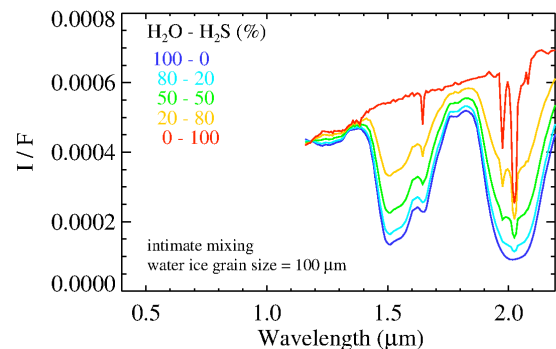 H₂O - H₂S (%)
100 - 0
80 - 20
50 - 50
20 - 80
0 - 100
intimate mixing
water ice grain size = 100 μm
I / F
0.0008
0.0006
0.0004
0.0002
0.0000
0.5 1.0 1.5 2.0
Wavelength (μm)